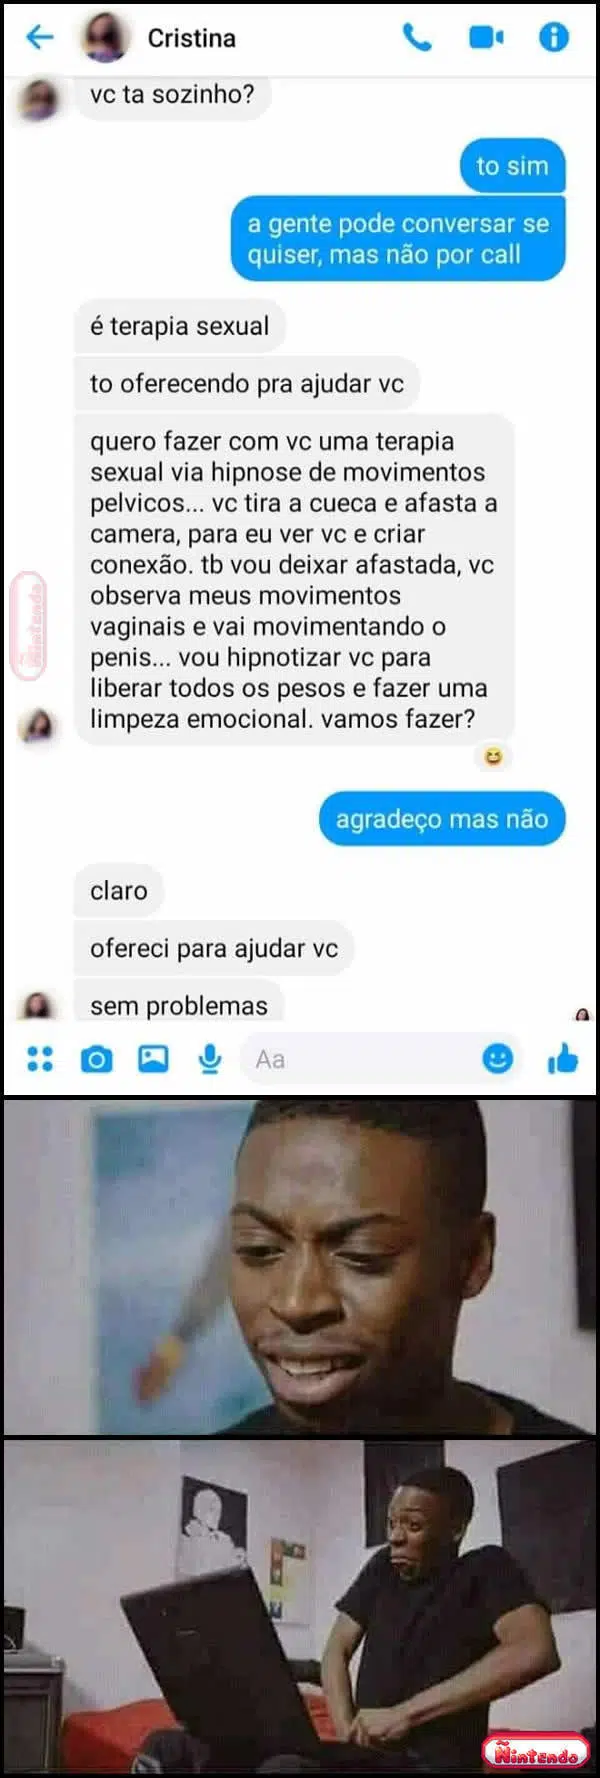 Cristina
vc ta sozinho?
to sim
a gente pode conversar se
quiser, mas não por call
é terapia sexual
to oferecendo pra ajudar vc
quero fazer com vc uma terapia
sexual via hipnose de movimentos
pelvicos... vc tira a cueca e afasta a
camera, para eu ver vc e criar
conexão. tb vou deixar afastada, vc
observa meus movimentos
vaginais e vai movimentando o
penis... vou hipnotizar vc para
liberar todos os pesos e fazer uma
limpeza emocional. vamos fazer?
Ñintendo
agradeço mas não
claro
ofereci para ajudar vc
sem problemas
Aa
Ñintendo